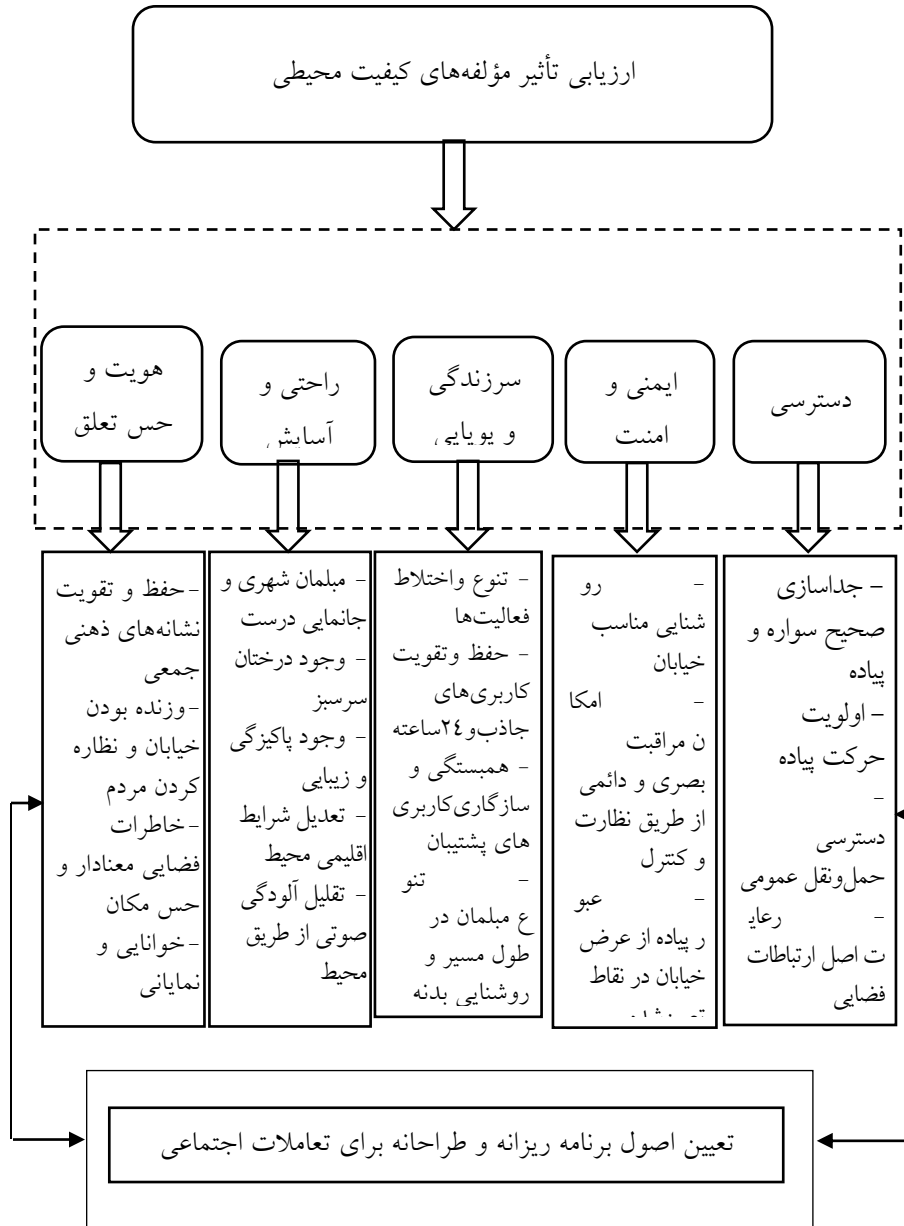 ارزیابی تأثیر مؤلفه‌های کیفیت محیطی
دسترسی
ایمنی و
امنیت
سرزندگی
و پویایی
راحتی و
آسایش
هویت و
حس تعلق
- جداسازی
صحیح سواره و
پیاده
- اولویت
حرکت پیاده
-
دسترسی
حمل‌ونقل عمومی
- رعای
ت اصل ارتباطات
فضایی
- رو
شنایی مناسب
خیابان
- امکا
ن مراقبت
بصری و دائمی
از طریق نظارت
و کنترل
- عبو
ر پیاده از عرض
خیابان در نقاط
- تنوع واختلاط
فعالیت‌ها
- حفظ وتقویت
کاربری‌های
جاذب‌و۲۴ساعته
- همبستگی و
سازگاری‌کاربری
های پشتیبان
- تنو
ع مبلمان در
طول مسیر و
روشنایی بدنه
- مبلمان شهری و
جانمایی درست
- وجود درختان
سرسبز
- وجود پاکیزگی
و زیبایی
- تعدیل شرایط
اقلیمی محیط
- تقلیل آلودگی
صوتی از طریق
محیط
-حفظ و تقویت
نشانه‌های ذهنی
جمعی
-وزنده بودن
خیابان و نظاره
کردن مردم
-خاطرات
فضایی معنادار و
حس مکان
-خوانایی و
نمایانی
تعیین اصول برنامه ریزانه و طراحانه برای تعاملات اجتماعی